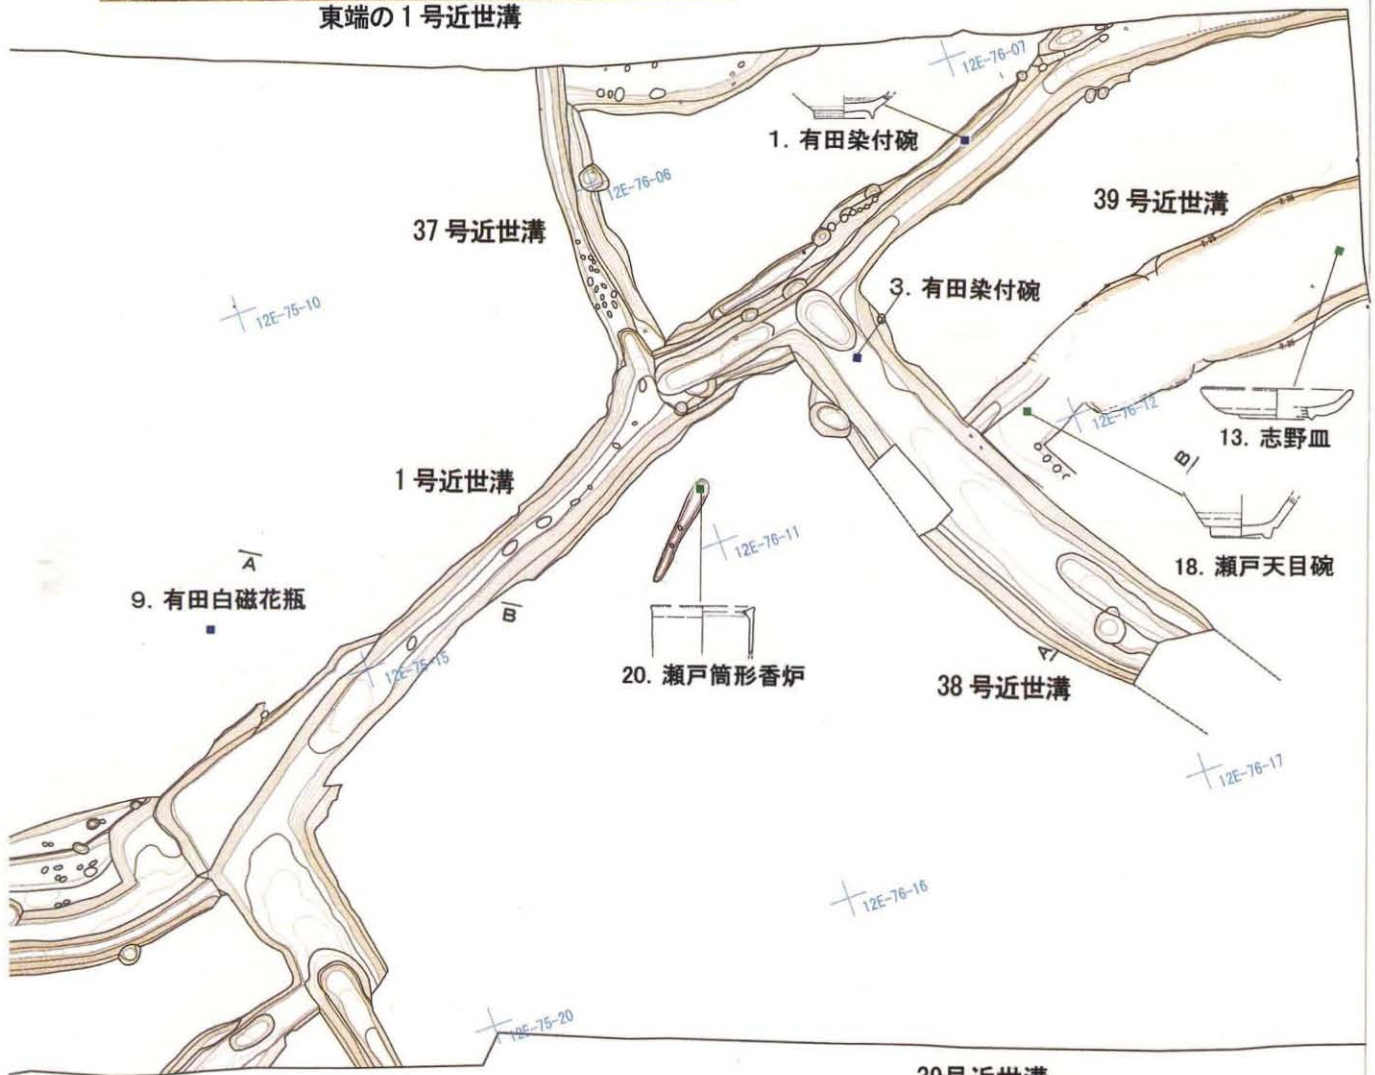 東端の1号近世溝
12E-76-07
1. 有田染付碗
12E-76-06
39号近世溝
37号近世溝
3. 有田染付碗
12E-75-10
12E-76-12
13. 志野皿
B
1号近世溝
12E-76-11
18. 瀬戸天目碗
A
9. 有田白磁花瓶
B
12E-75-15
20. 瀬戸筒形香炉
A
38号近世溝
12E-76-17
12E-76-16
12E-75-20